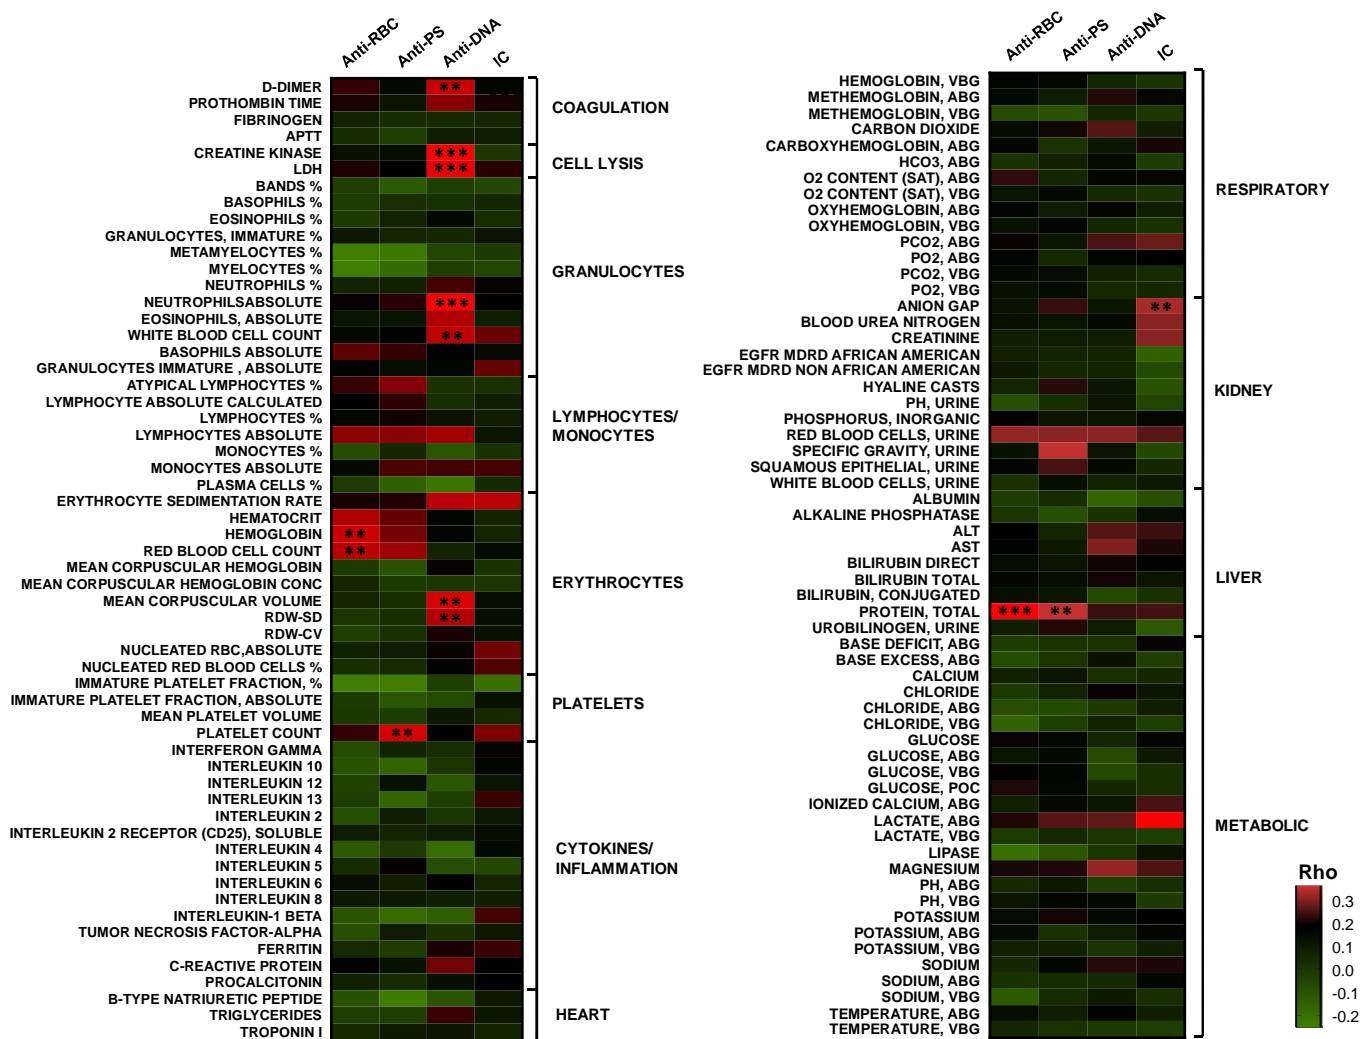 Anti-RBC
Anti-PS
Anti-DNA
IC
D-DIMER
**
PROTHOMBIN TIME
FIBRINOGEN
APTT
COAGULATION
CREATINE KINASE
***
LDH
***
CELL LYSIS
BANDS %
BASOPHILS %
EOSINOPHILS %
GRANULOCYTES, IMMATURE %
METAMYELOCYTES %
MYELOCYTES %
NEUTROPHILS %
NEUTROPHILSABSOLUTE
***
EOSINOPHILS, ABSOLUTE
WHITE BLOOD CELL COUNT
**
BASOPHILS ABSOLUTE
GRANULOCYTES IMMATURE , ABSOLUTE
GRANULOCYTES
ATYPICAL LYMPHOCYTES %
LYMPHOCYTE ABSOLUTE CALCULATED
LYMPHOCYTES %
LYMPHOCYTES ABSOLUTE
MONOCYTES %
MONOCYTES ABSOLUTE
PLASMA CELLS %
LYMPHOCYTES/
MONOCYTES
ERYTHROCYTE SEDIMENTATION RATE
HEMATOCRIT
HEMOGLOBIN
**
RED BLOOD CELL COUNT
**
MEAN CORPUSCULAR HEMOGLOBIN
MEAN CORPUSCULAR HEMOGLOBIN CONC
MEAN CORPUSCULAR VOLUME
**
RDW-SD
**
RDW-CV
NUCLEATED RBC,ABSOLUTE
NUCLEATED RED BLOOD CELLS %
ERYTHROCYTES
IMMATURE PLATELET FRACTION, %
IMMATURE PLATELET FRACTION, ABSOLUTE
MEAN PLATELET VOLUME
PLATELET COUNT
**
PLATELETS
INTERFERON GAMMA
INTERLEUKIN 10
INTERLEUKIN 12
INTERLEUKIN 13
INTERLEUKIN 2
INTERLEUKIN 2 RECEPTOR (CD25), SOLUBLE
INTERLEUKIN 4
INTERLEUKIN 5
INTERLEUKIN 6
INTERLEUKIN 8
INTERLEUKIN-1 BETA
TUMOR NECROSIS FACTOR-ALPHA
FERRITIN
C-REACTIVE PROTEIN
PROCALCITONIN
CYTOKINES/
INFLAMMATION
B-TYPE NATRIURETIC PEPTIDE
TRIGLYCERIDES
TROPONIN I
HEART
Anti-RBC
Anti-PS
Anti-DNA
IC
HEMOGLOBIN, VBG
METHEMOGLOBIN, ABG
METHEMOGLOBIN, VBG
CARBON DIOXIDE
CARBOXYHEMOGLOBIN, ABG
HCO3, ABG
O2 CONTENT (SAT), ABG
O2 CONTENT (SAT), VBG
OXYHEMOGLOBIN, ABG
OXYHEMOGLOBIN, VBG
PCO2, ABG
PO2, ABG
PCO2, VBG
PO2, VBG
RESPIRATORY
ANION GAP
**
BLOOD UREA NITROGEN
CREATININE
EGFR MDRD AFRICAN AMERICAN
EGFR MDRD NON AFRICAN AMERICAN
HYALINE CASTS
PH, URINE
PHOSPHORUS, INORGANIC
RED BLOOD CELLS, URINE
SPECIFIC GRAVITY, URINE
SQUAMOUS EPITHELIAL, URINE
WHITE BLOOD CELLS, URINE
KIDNEY
ALBUMIN
ALKALINE PHOSPHATASE
ALT
AST
BILIRUBIN DIRECT
BILIRUBIN TOTAL
BILIRUBIN, CONJUGATED
PROTEIN, TOTAL
*** **
UROBILINOGEN, URINE
LIVER
BASE DEFICIT, ABG
BASE EXCESS, ABG
CALCIUM
CHLORIDE
CHLORIDE, ABG
CHLORIDE, VBG
GLUCOSE
GLUCOSE, ABG
GLUCOSE, VBG
GLUCOSE, POC
IONIZED CALCIUM, ABG
LACTATE, ABG
LACTATE, VBG
LIPASE
MAGNESIUM
PH, ABG
PH, VBG
POTASSIUM
POTASSIUM, ABG
POTASSIUM, VBG
SODIUM
SODIUM, ABG
SODIUM, VBG
TEMPERATURE, ABG
TEMPERATURE, VBG
METABOLIC
Rho
0.3
0.2
0.1
0.0
-0.1
-0.2